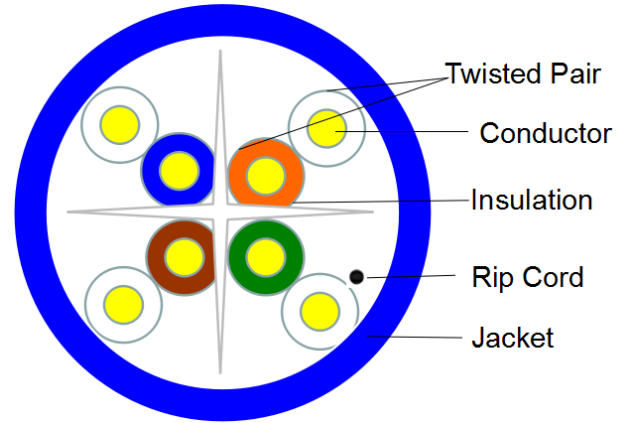 Twisted Pair
Conductor
Insulation
Rip Cord
Jacket